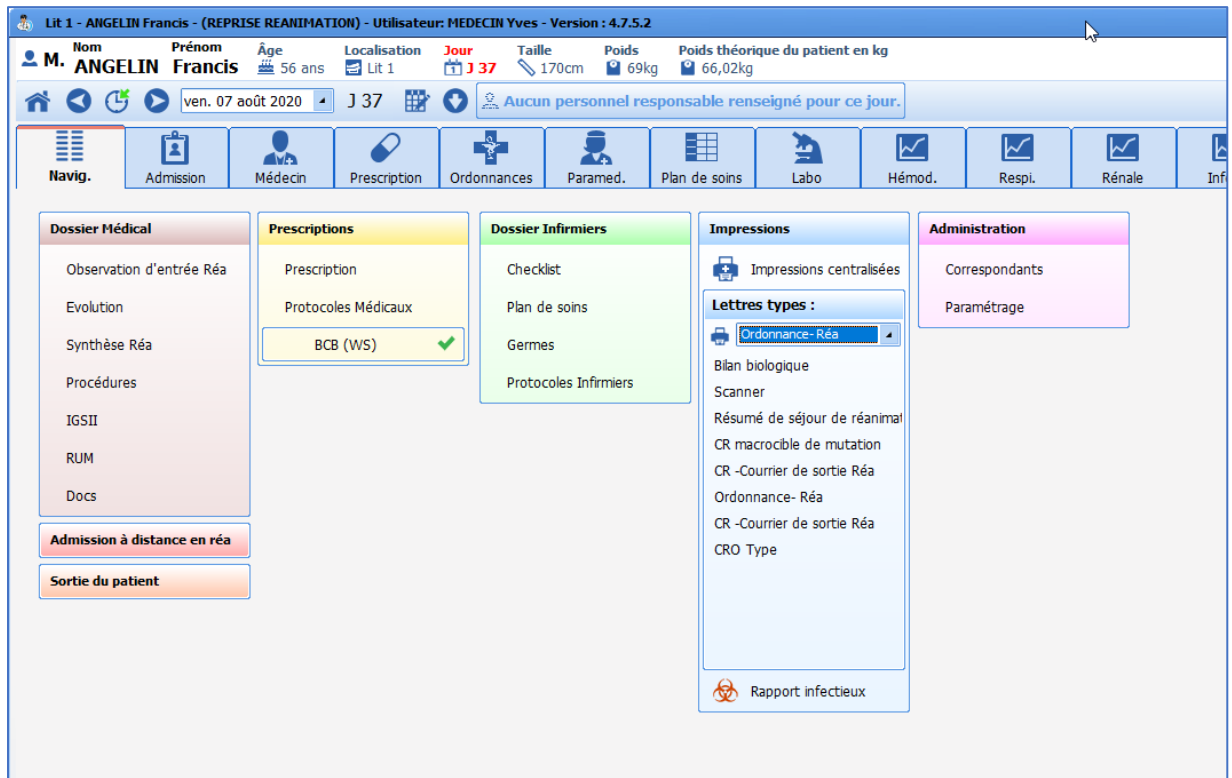 Lit 1 - ANGELIN Francis - (REPRISE REANIMATION) - Utilisateur: MEDECIN Yves - Version : 4.7.5.2
Nom Prénom Âge Localisation Jour Taille Poids Poids théorique du patient en kg
M. ANGELIN Francis 56 ans Lit 1 J 37 170cm 69kg 66,02kg
ven. 07 août 2020 J 37 Aucun personnel responsable renseigné pour ce jour.
Navig. Admission Médecin Prescription Ordonnances Paramed. Plan de soins Labo Hémod. Respi. Rénale Inf
Dossier Médical
Observation d'entrée Réa
Evolution
Synthèse Réa
Procédures
IGSII
RUM
Docs
Admission à distance en réa
Sortie du patient
Prescriptions
Prescription
Protocoles Médicaux
BCB (WS)
Dossier Infirmiers
Checklist
Plan de soins
Germes
Protocoles Infirmiers
Impressions
Impressions centralisées
Lettres types :
Ordonnance- Réa
Bilan biologique
Scanner
Résumé de séjour de réanimat
CR macrocible de mutation
CR -Courrier de sortie Réa
Ordonnance- Réa
CR -Courrier de sortie Réa
CRO Type
Rapport infectieux
Administration
Correspondants
Paramétrage